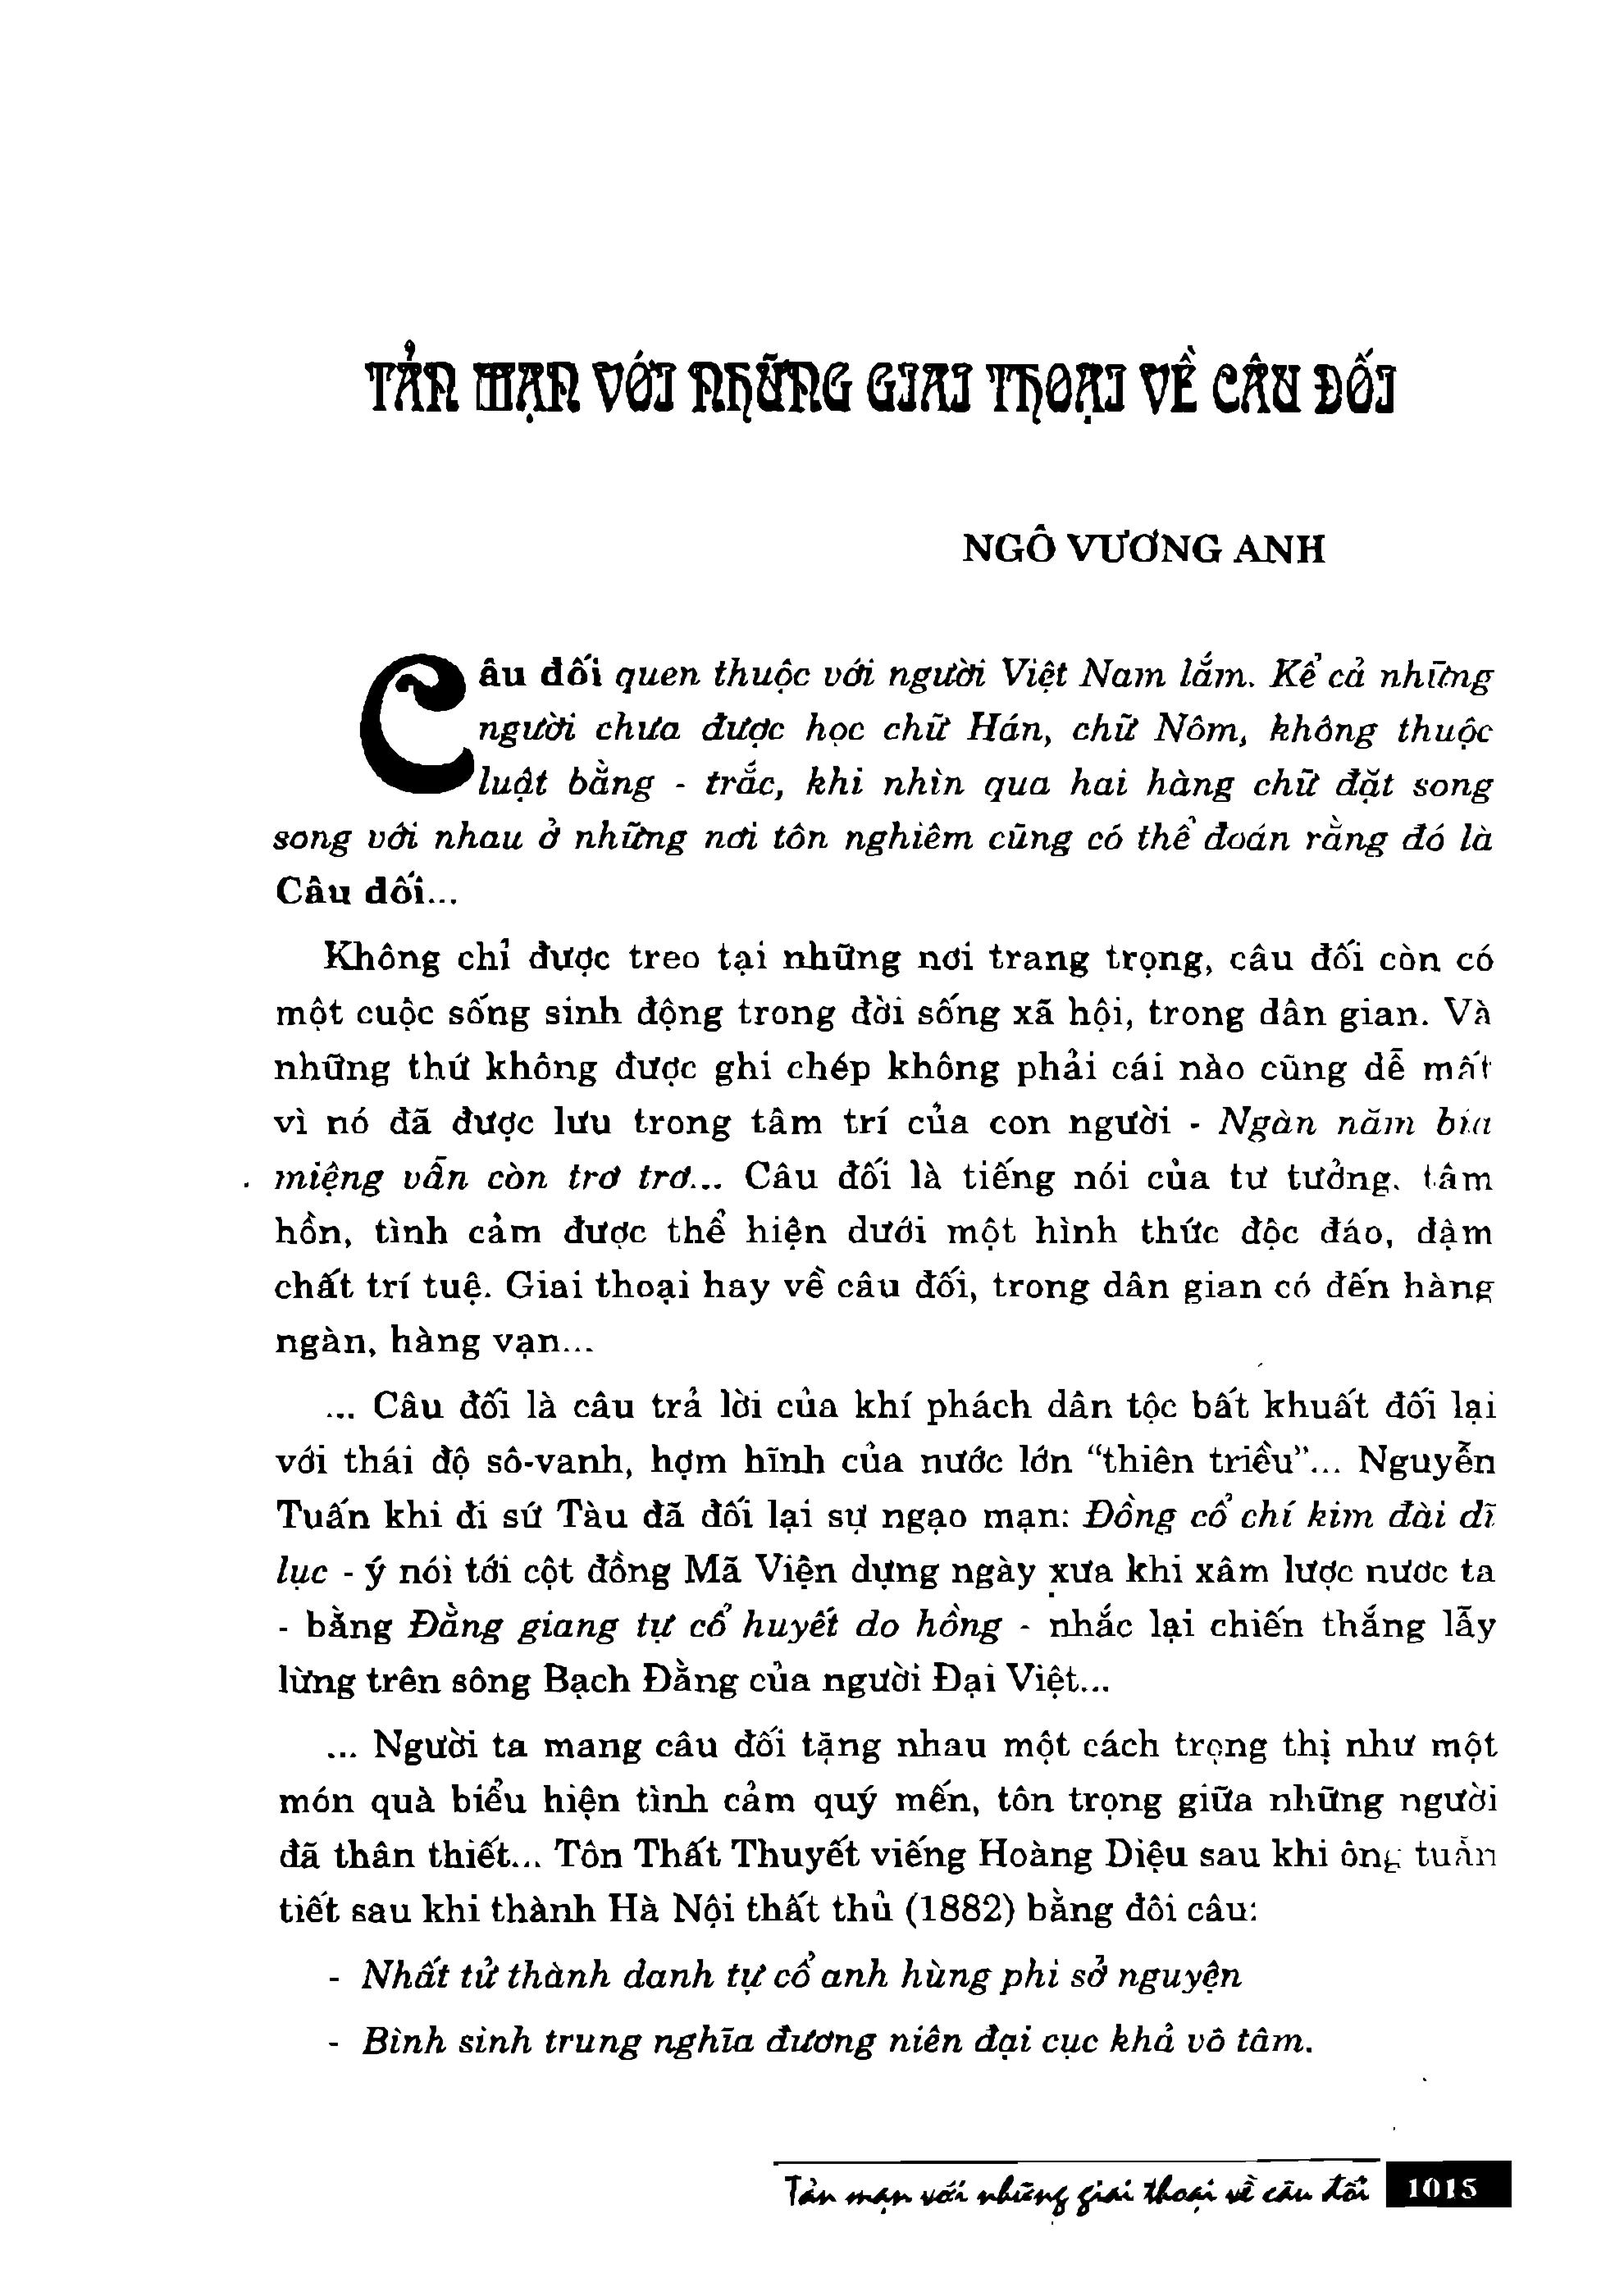 TẢN MẠN VỚI NHỮNG GIAI THOẠI VỀ CÂU ĐỐI
NGÔ VƯƠNG ANH
Câu đối quen thuộc với người Việt Nam lắm. Kể cả những
người chưa được học chữ Hán, chữ Nôm, không thuộc
luật bằng - trắc, khi nhìn qua hai hàng chữ đặt song
song với nhau ở những nơi tôn nghiêm cũng có thể đoán rằng đó là
Câu đối...
Không chỉ được treo tại những nơi trang trọng, câu đối còn có
một cuộc sống sinh động trong đời sống xã hội, trong dân gian. Và
những thứ không được ghi chép không phải cái nào cũng dễ mất
vì nó đã được lưu trong tâm trí của con người - Ngàn năm bia
miệng vẫn còn trơ trơ... Câu đối là tiếng nói của tư tưởng, tâm
hồn, tình cảm được thể hiện dưới một hình thức độc đáo, đậm
chất trí tuệ. Giai thoại hay về câu đối, trong dân gian có đến hàng
ngàn, hàng vạn...
... Câu đối là câu trả lời của khí phách dân tộc bất khuất đối lại
với thái độ sô-vanh, hợm hĩnh của nước lớn "thiên triều"... Nguyễn
Tuấn khi đi sứ Tàu đã đối lại sự ngạo mạn: Đồng cổ chí kim đài dĩ
lục - ý nói tới cột đồng Mã Viện dựng ngày xưa khi xâm lược nước ta
- bằng Đằng giang tự cổ huyết do hồng - nhắc lại chiến thắng lẫy
lừng trên sông Bạch Đằng của người Đại Việt...
... Người ta mang câu đối tặng nhau một cách trọng thị như một
món quà biểu hiện tình cảm quý mến, tôn trọng giữa những người
đã thân thiết... Tôn Thất Thuyết viếng Hoàng Diệu sau khi ông tuẫn
tiết sau khi thành Hà Nội thất thủ (1882) bằng đôi câu:
- Nhất tử thành danh tự cổ anh hùng phi sở nguyện
- Bình sinh trung nghĩa đương niên đại cục khả vô tâm.
Tản mạn với những giai thoại về câu đối 1015